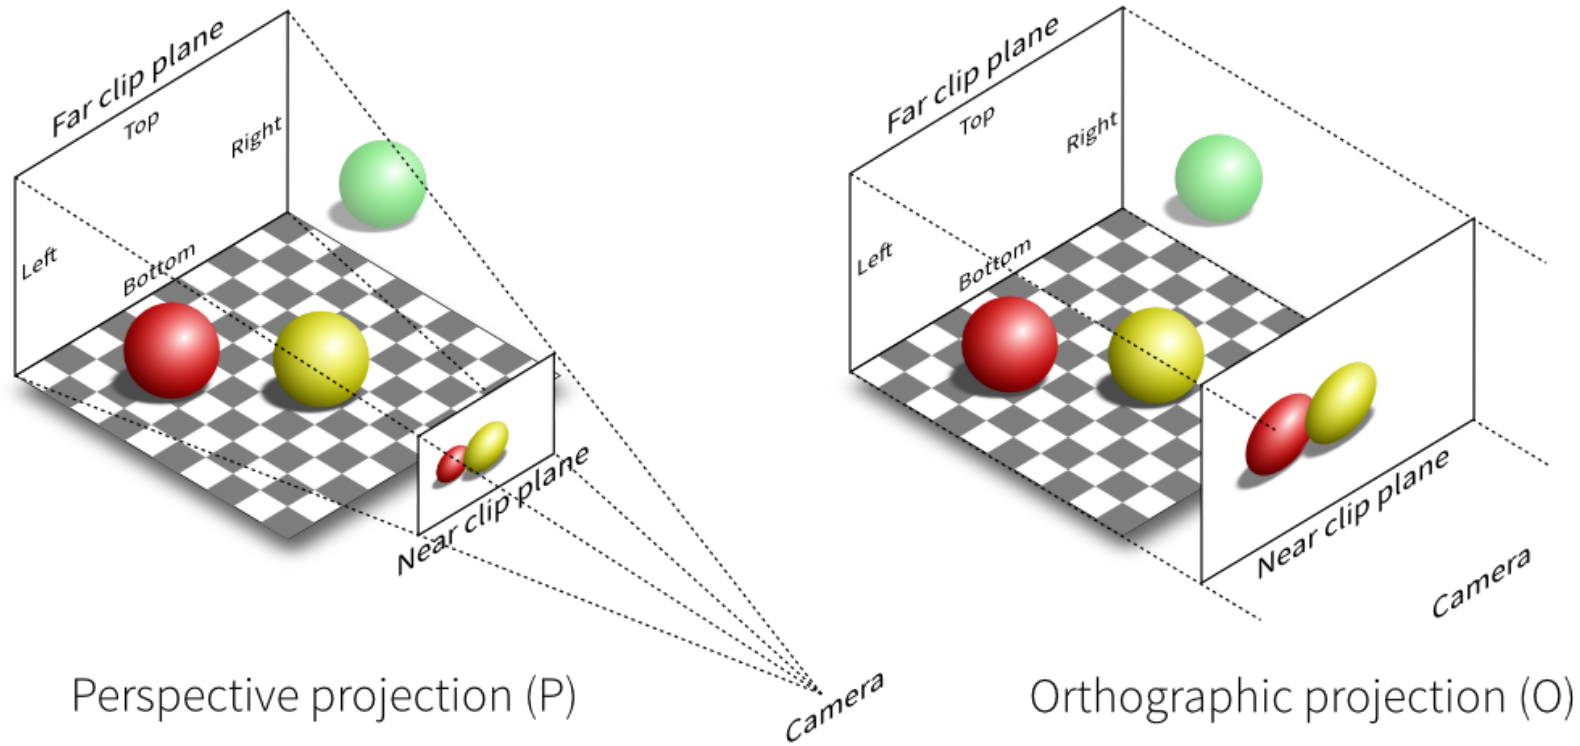 Far clip plane
Top
Right
Left
Bottom
Near clip plane
Camera
Perspective projection (P)
Far clip plane
Top
Right
Left
Bottom
Near clip plane
Camera
Orthographic projection (O)